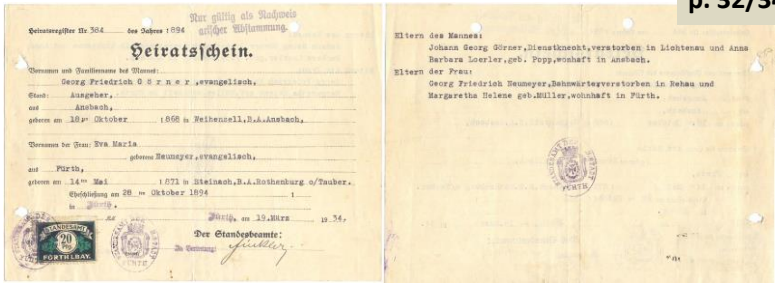 p. 32/34
Nur gültig als Nachweis
arischer Abstammung.
Heiratsregister Nr 384 des Jahres 1894
Heiratsschein.
Vornamen und Familienname des Mannes:
Georg Friedrich Görner, evangelisch,
Stand: Ausgeher,
aus Ansbach,
geboren am 18ten Oktober 1868 in Weihenzell, B.A.Ansbach,
Vornamen der Frau: Eva Maria
geborene Neumeyer, evangelisch,
aus Fürth,
geboren am 14ten Mai 1871 in Steinach, B.A.Rothenburg o/Tauber.
Eheschließung am 28ten Oktober 1894
in Fürth.
Fürth, am 19.März 1934.
Der Standesbeamte:
In Vertretung:
STANDESAMT
20
Pfg
FÜRTH I.BAY.
Eltern des Mannes:
Johann Georg Görner, Dienstknecht, verstorben in Lichtenau und Anna
Barbara Loerler, geb. Popp, wohnhaft in Ansbach.
Eltern der Frau:
Georg Friedrich Neumeyer, Bahnwärter, verstorben in Rehau und
Margaretha Helene geb. Müller, wohnhaft in Fürth.
FÜRTH